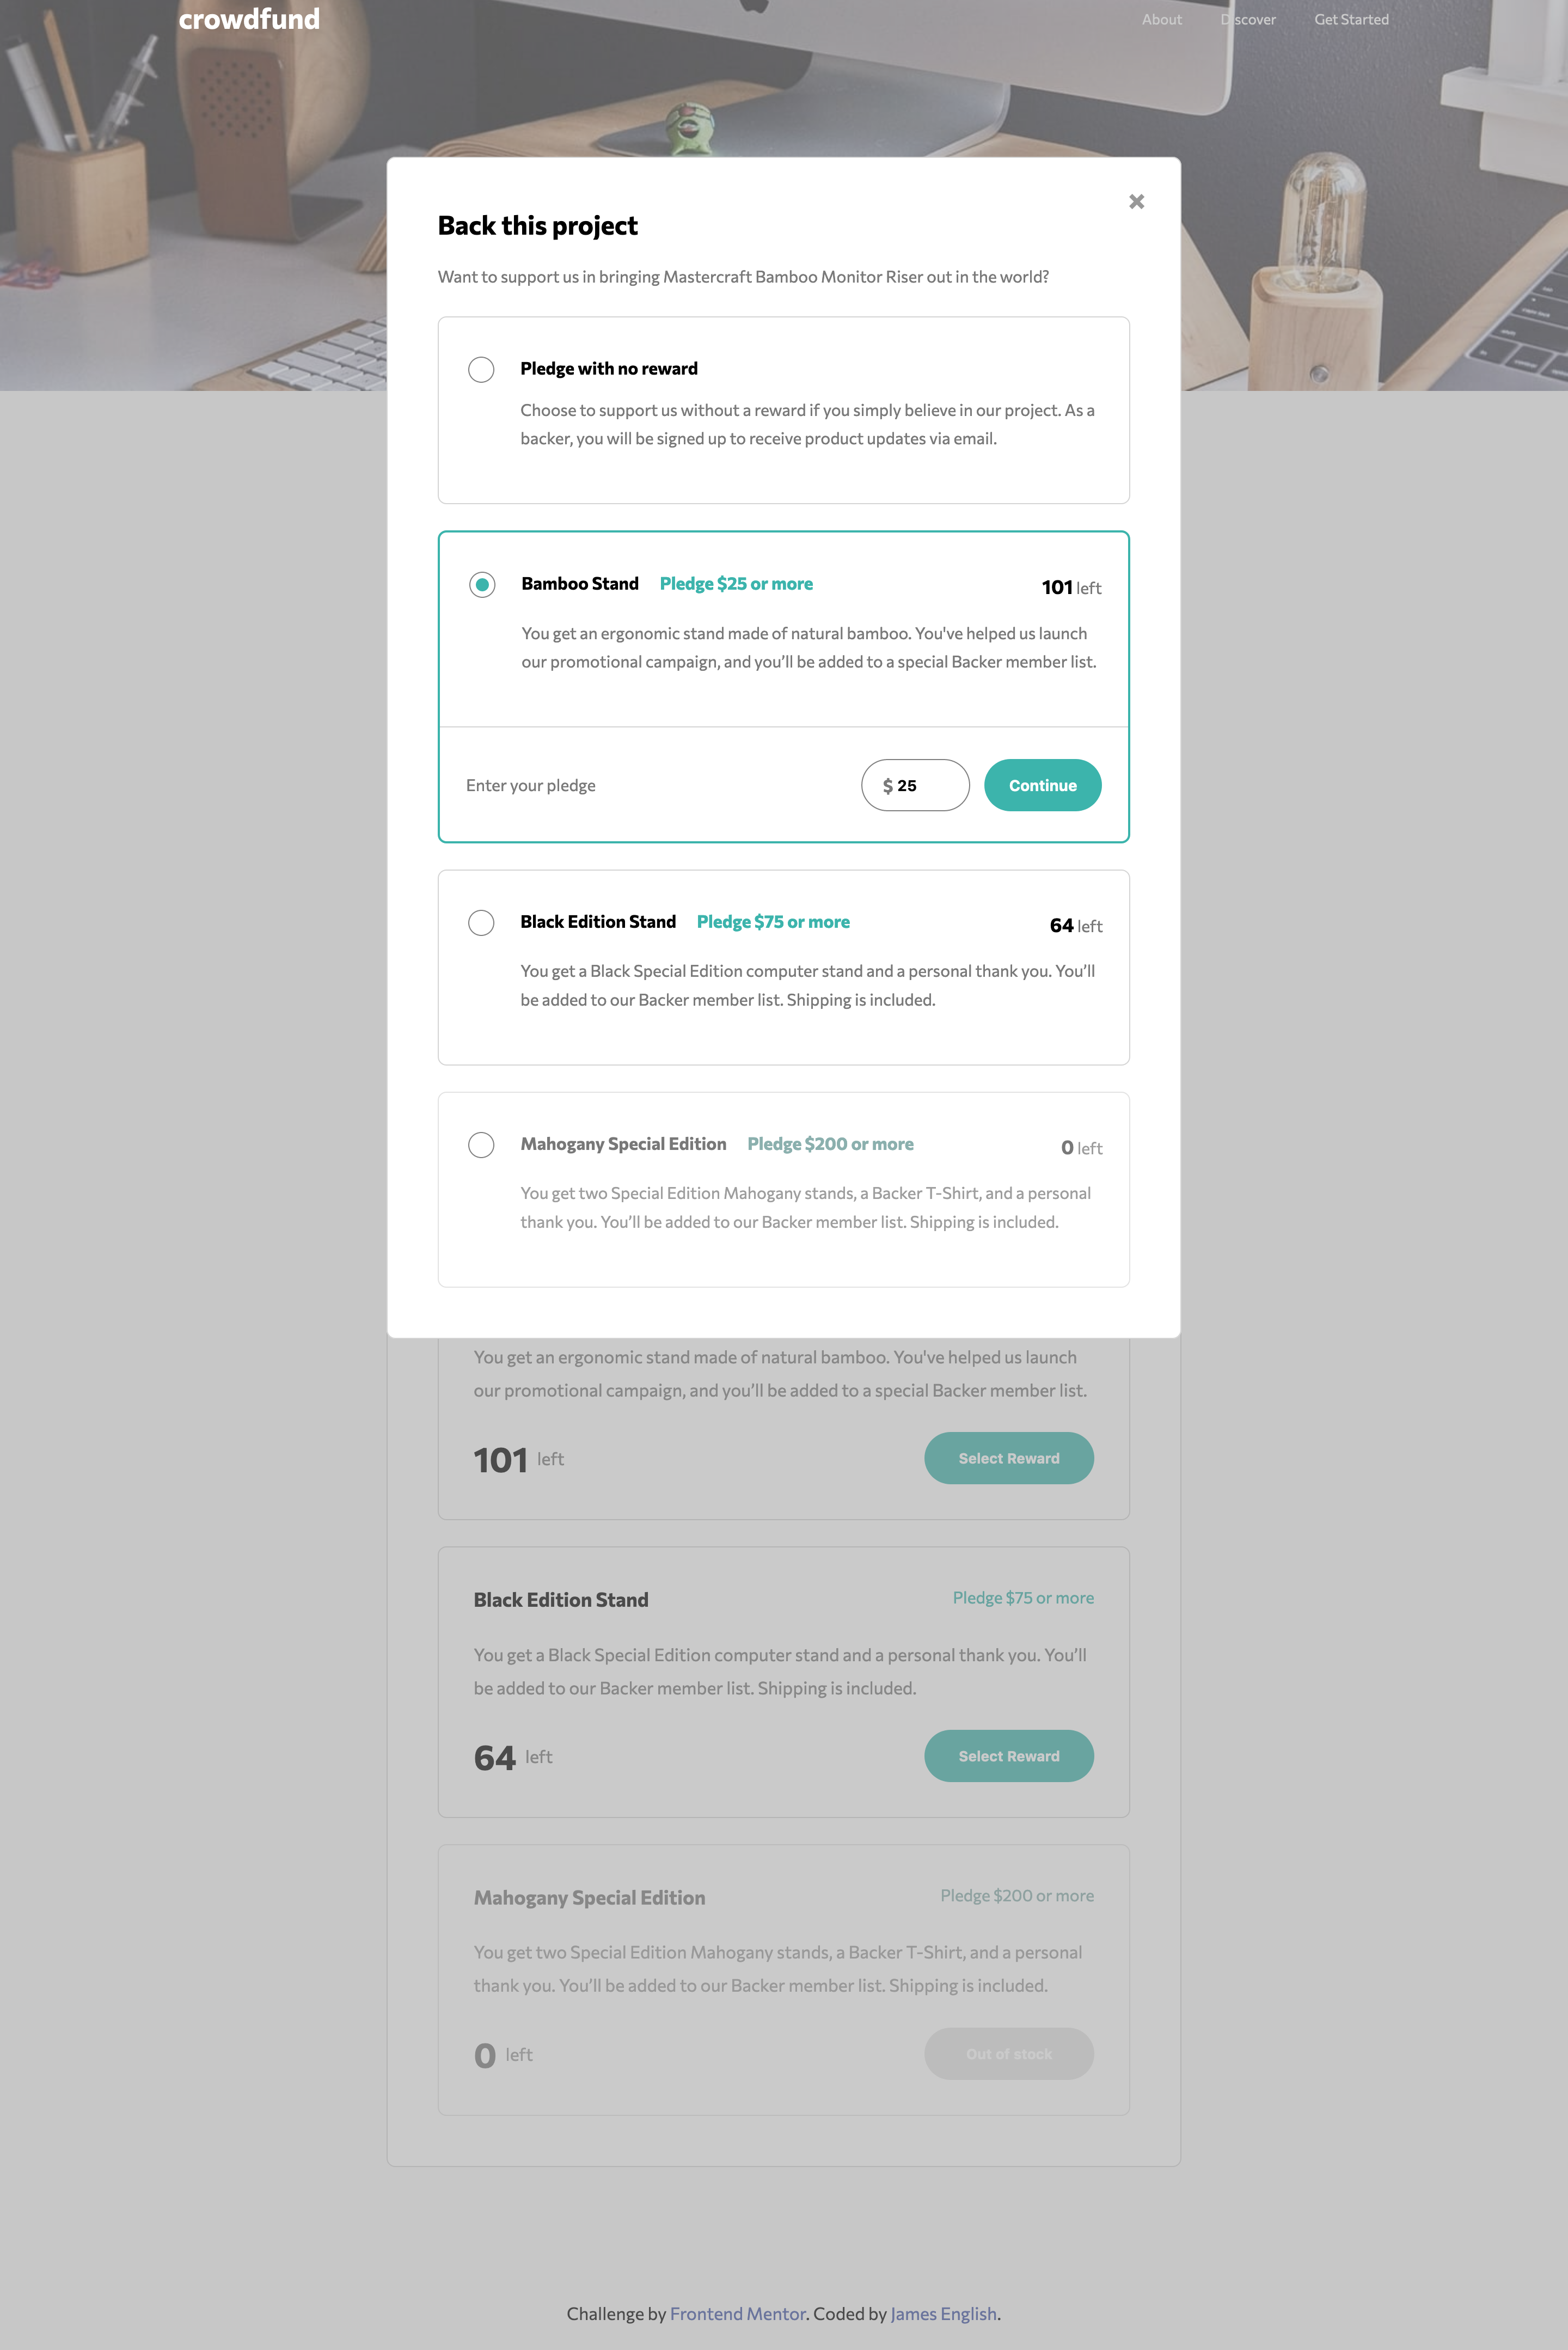 crowdfund
About Discover Get Started
Back this project
Want to support us in bringing Mastercraft Bamboo Monitor Riser out in the world?
Pledge with no reward
Choose to support us without a reward if you simply believe in our project. As a
backer, you will be signed up to receive product updates via email.
Bamboo Stand Pledge $25 or more 101 left
You get an ergonomic stand made of natural bamboo. You've helped us launch
our promotional campaign, and you’ll be added to a special Backer member list.
Enter your pledge $ 25 Continue
Black Edition Stand Pledge $75 or more 64 left
You get a Black Special Edition computer stand and a personal thank you. You’ll
be added to our Backer member list. Shipping is included.
Mahogany Special Edition Pledge $200 or more 0 left
You get two Special Edition Mahogany stands, a Backer T-Shirt, and a personal
thank you. You’ll be added to our Backer member list. Shipping is included.
You get an ergonomic stand made of natural bamboo. You've helped us launch
our promotional campaign, and you’ll be added to a special Backer member list.
101 left Select Reward
Black Edition Stand Pledge $75 or more
You get a Black Special Edition computer stand and a personal thank you. You’ll
be added to our Backer member list. Shipping is included.
64 left Select Reward
Mahogany Special Edition Pledge $200 or more
You get two Special Edition Mahogany stands, a Backer T-Shirt, and a personal
thank you. You’ll be added to our Backer member list. Shipping is included.
0 left Out of stock
Challenge by Frontend Mentor. Coded by James English.